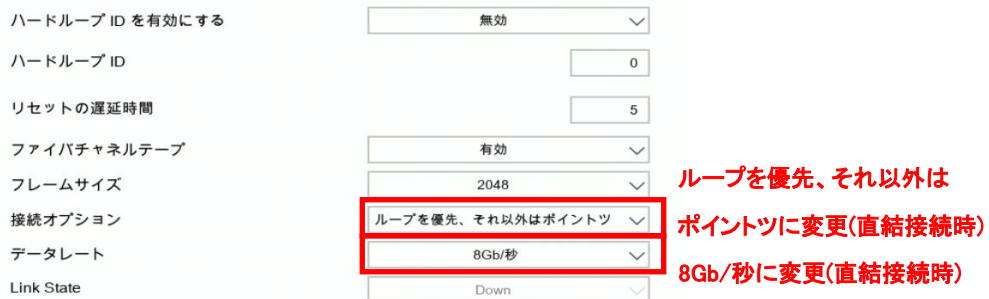 ハードループ ID を有効にする 無効
ハードループ ID 0
リセットの遅延時間 5
ファイバチャネルテープ 有効
フレームサイズ 2048
接続オプション ループを優先、それ以外はポイントツ
データレート 8Gb/秒
Link State Down
ループを優先、それ以外は
ポイントツに変更(直結接続時)
8Gb/秒に変更(直結接続時)